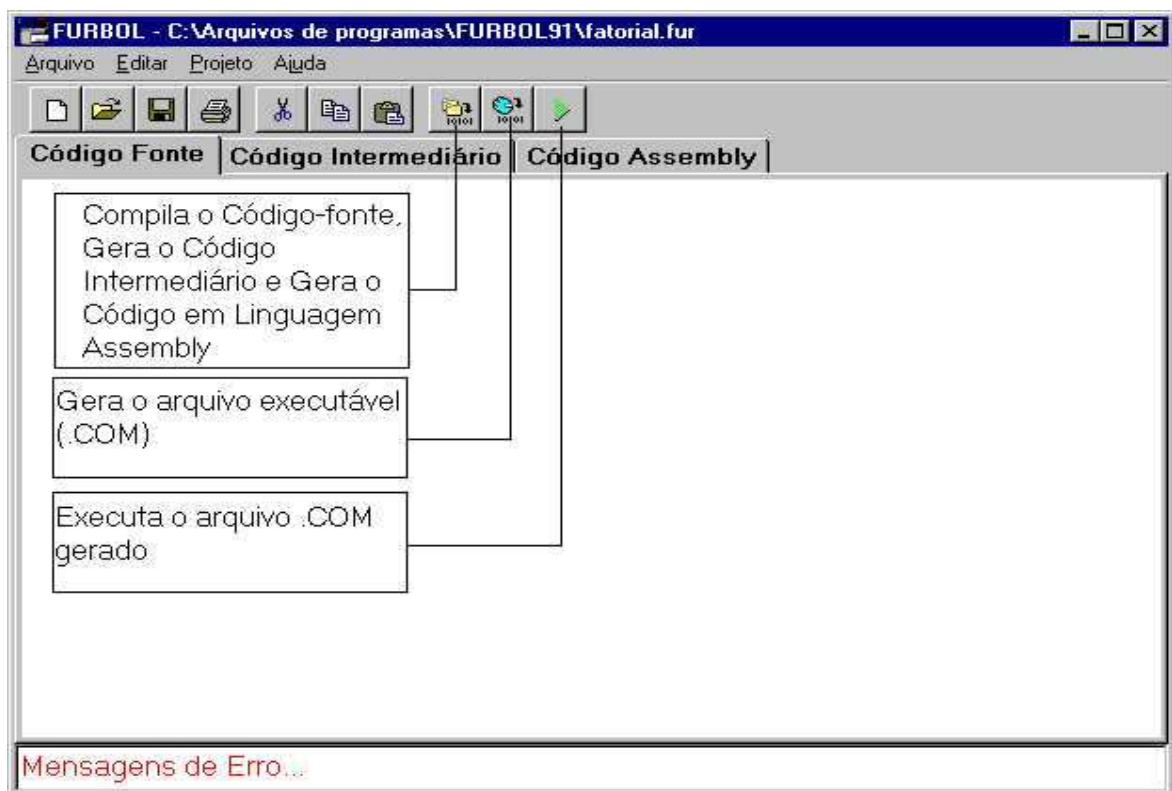 FURBOL - C:\Arquivos de programas\FURBOL91\fatorial.fur
Arquivo Editar Projeto Ajuda
Código Fonte Código Intermediário Código Assembly
Compila o Código-fonte,
Gera o Código
Intermediário e Gera o
Código em Linguagem
Assembly
Gera o arquivo executável
(.COM)
Executa o arquivo .COM
gerado
Mensagens de Erro...